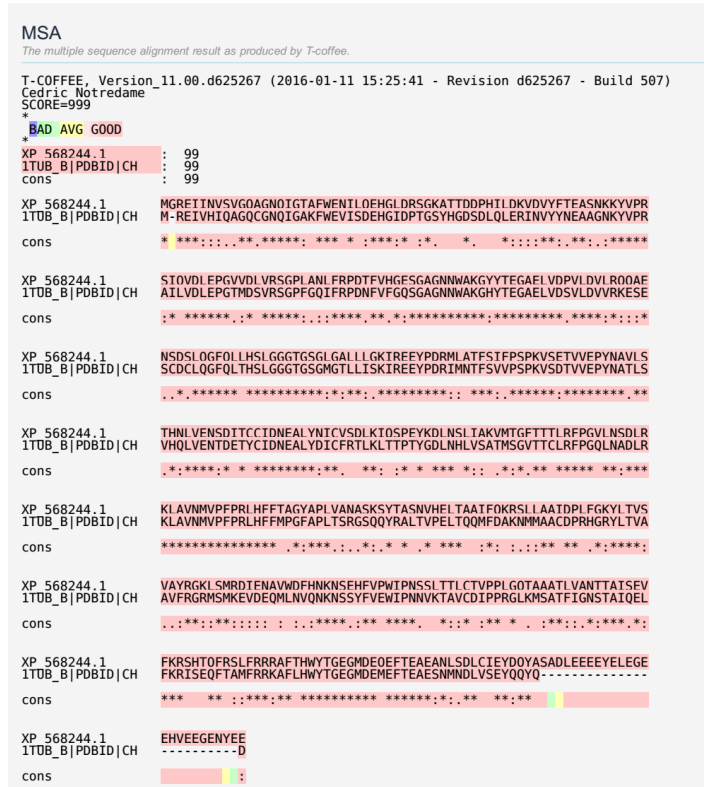 MSA
The multiple sequence alignment result as produced by T-coffee.
T-COFFEE, Version_11.00.d625267 (2016-01-11 15:25:41 - Revision d625267 - Build 507)
Cedric Notredame
SCORE=999
*
BAD AVG GOOD
*
XP_568244.1 : 99
1TUB_B|PDBID|CH : 99
cons : 99
XP_568244.1 MGREIINVSVGQAGNQIGTAFWENILQEHGLDRSGKATTDDPHILDKVDVYFTEASNKKYVPR
1TUB_B|PDBID|CH M-REIVHIQAGQCGNQIGAKFWEVISDEHGIDPTGSYHGDSDLQLERINVYYNEAAGNKYVPR
cons * ***:::..**.*****: *** * :***:* :*. *. *::::**:.**:.:*****
XP_568244.1 SIQVDLEPGVVDLVRSGPLANLFRPDTFVHGESGAGNNWAKGYYTEGAELVDPVLDVLRQQAE
1TUB_B|PDBID|CH AILVDLEPGTMDSVRSGPFGQIFRPDNFVFGQSGAGNNWAKGHYTEGAELVDSVLDVVRKESE
cons :* ******.:* *****:.::****.**.*:**********:*********.****:*:::*
XP_568244.1 NSDSLQGFQLLHSLGGGTGSGLGALLLGKIREEYPDRMLATFSIFPSPKVSETVVEPYNAVLS
1TUB_B|PDBID|CH SCDCLQGFQLTHSLGGGTGSGMGTLLISKIREEYPDRIMNTFSVVPSPKVSDTVVEPYNATLS
cons ..*.****** **********:*:**:.*********:: ***:.******:********.**
XP_568244.1 THNLVENSDITCCIDNEALYNICVSDLKIQSPEYKDLNSLIAKVMTGFTTTLRFPGVLNSDLR
1TUB_B|PDBID|CH VHQLVENTDETYCIDNEALYDICFRTLKLTTPTYGDLNHLVSATMSGVTTCLRFPGQLNADLR
cons .*:****:* * ********:**. **: :* * *** *:: .*:*.** ***** **:***
XP_568244.1 KLAVNMVPFPRLHFFTAGYAPLVANASKSYTASNVHELTAAIFQKRSLLAAIDPLFGKYLTVS
1TUB_B|PDBID|CH KLAVNMVPFPRLHFFMPGFAPLTSRGSQQYRALTVPELTQQMFDAKNMMAACDPRHGRYLTVA
cons *************** .*:***.:..*:.* * .* *** :*: :.::** ** .*:****:
XP_568244.1 VAYRGKLSMRDIENAVWDFHNKNSEHFVPWIPNSSLTTLCTVPPLGQTAAATLVANTTAISEV
1TUB_B|PDBID|CH AVFRGRMSMKEVDEQMLNVQNKNSSYFVEWIPNNVKTAVCDIPPRGLKMSATFIGNSTAIQEL
cons ..:**::**::::: : :.:****.:** ****. *::* :** * . :**::.*:***.*:
XP_568244.1 FKRSHTQFRSLFRRRAFTHWYTGEGMDEQEFTEAEANLSDLCIEYDQYASADLEEEEYELEGE
1TUB_B|PDBID|CH FKRISEQFTAMFRRKAFLHWYTGEGMDEMEFTEAESNMNDLVSEYQQYQ--------------
cons *** ** ::***:** ********** ******:*:.** **:**
XP_568244.1 EHVEEGENYEE
1TUB_B|PDBID|CH ----------D
cons :